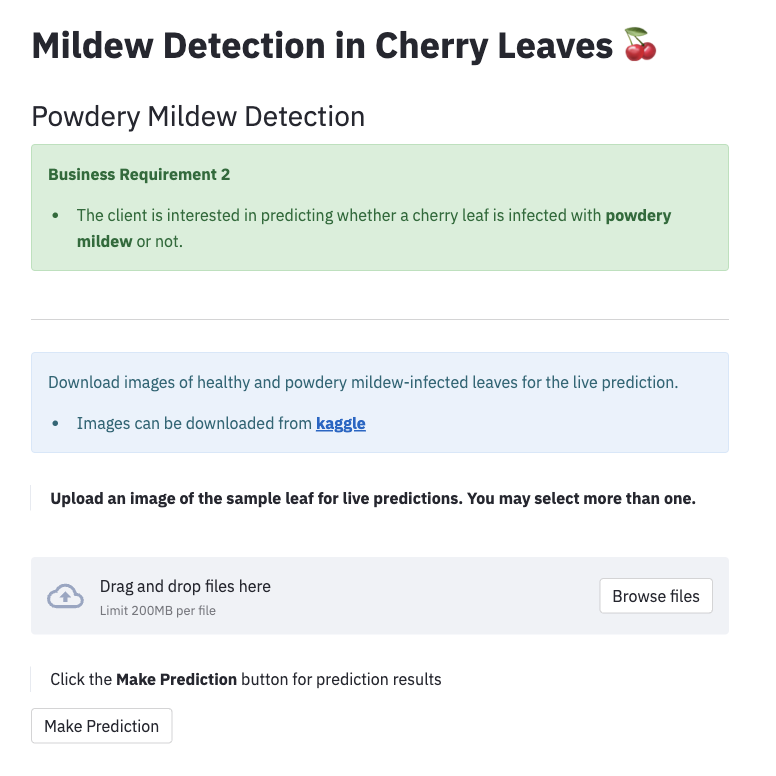 Mildew Detection in Cherry Leaves 🍒
Powdery Mildew Detection
Business Requirement 2
• The client is interested in predicting whether a cherry leaf is infected with powdery
mildew or not.
Download images of healthy and powdery mildew-infected leaves for the live prediction.
• Images can be downloaded from kaggle
Upload an image of the sample leaf for live predictions. You may select more than one.
Drag and drop files here
Limit 200MB per file
Browse files
Click the Make Prediction button for prediction results
Make Prediction